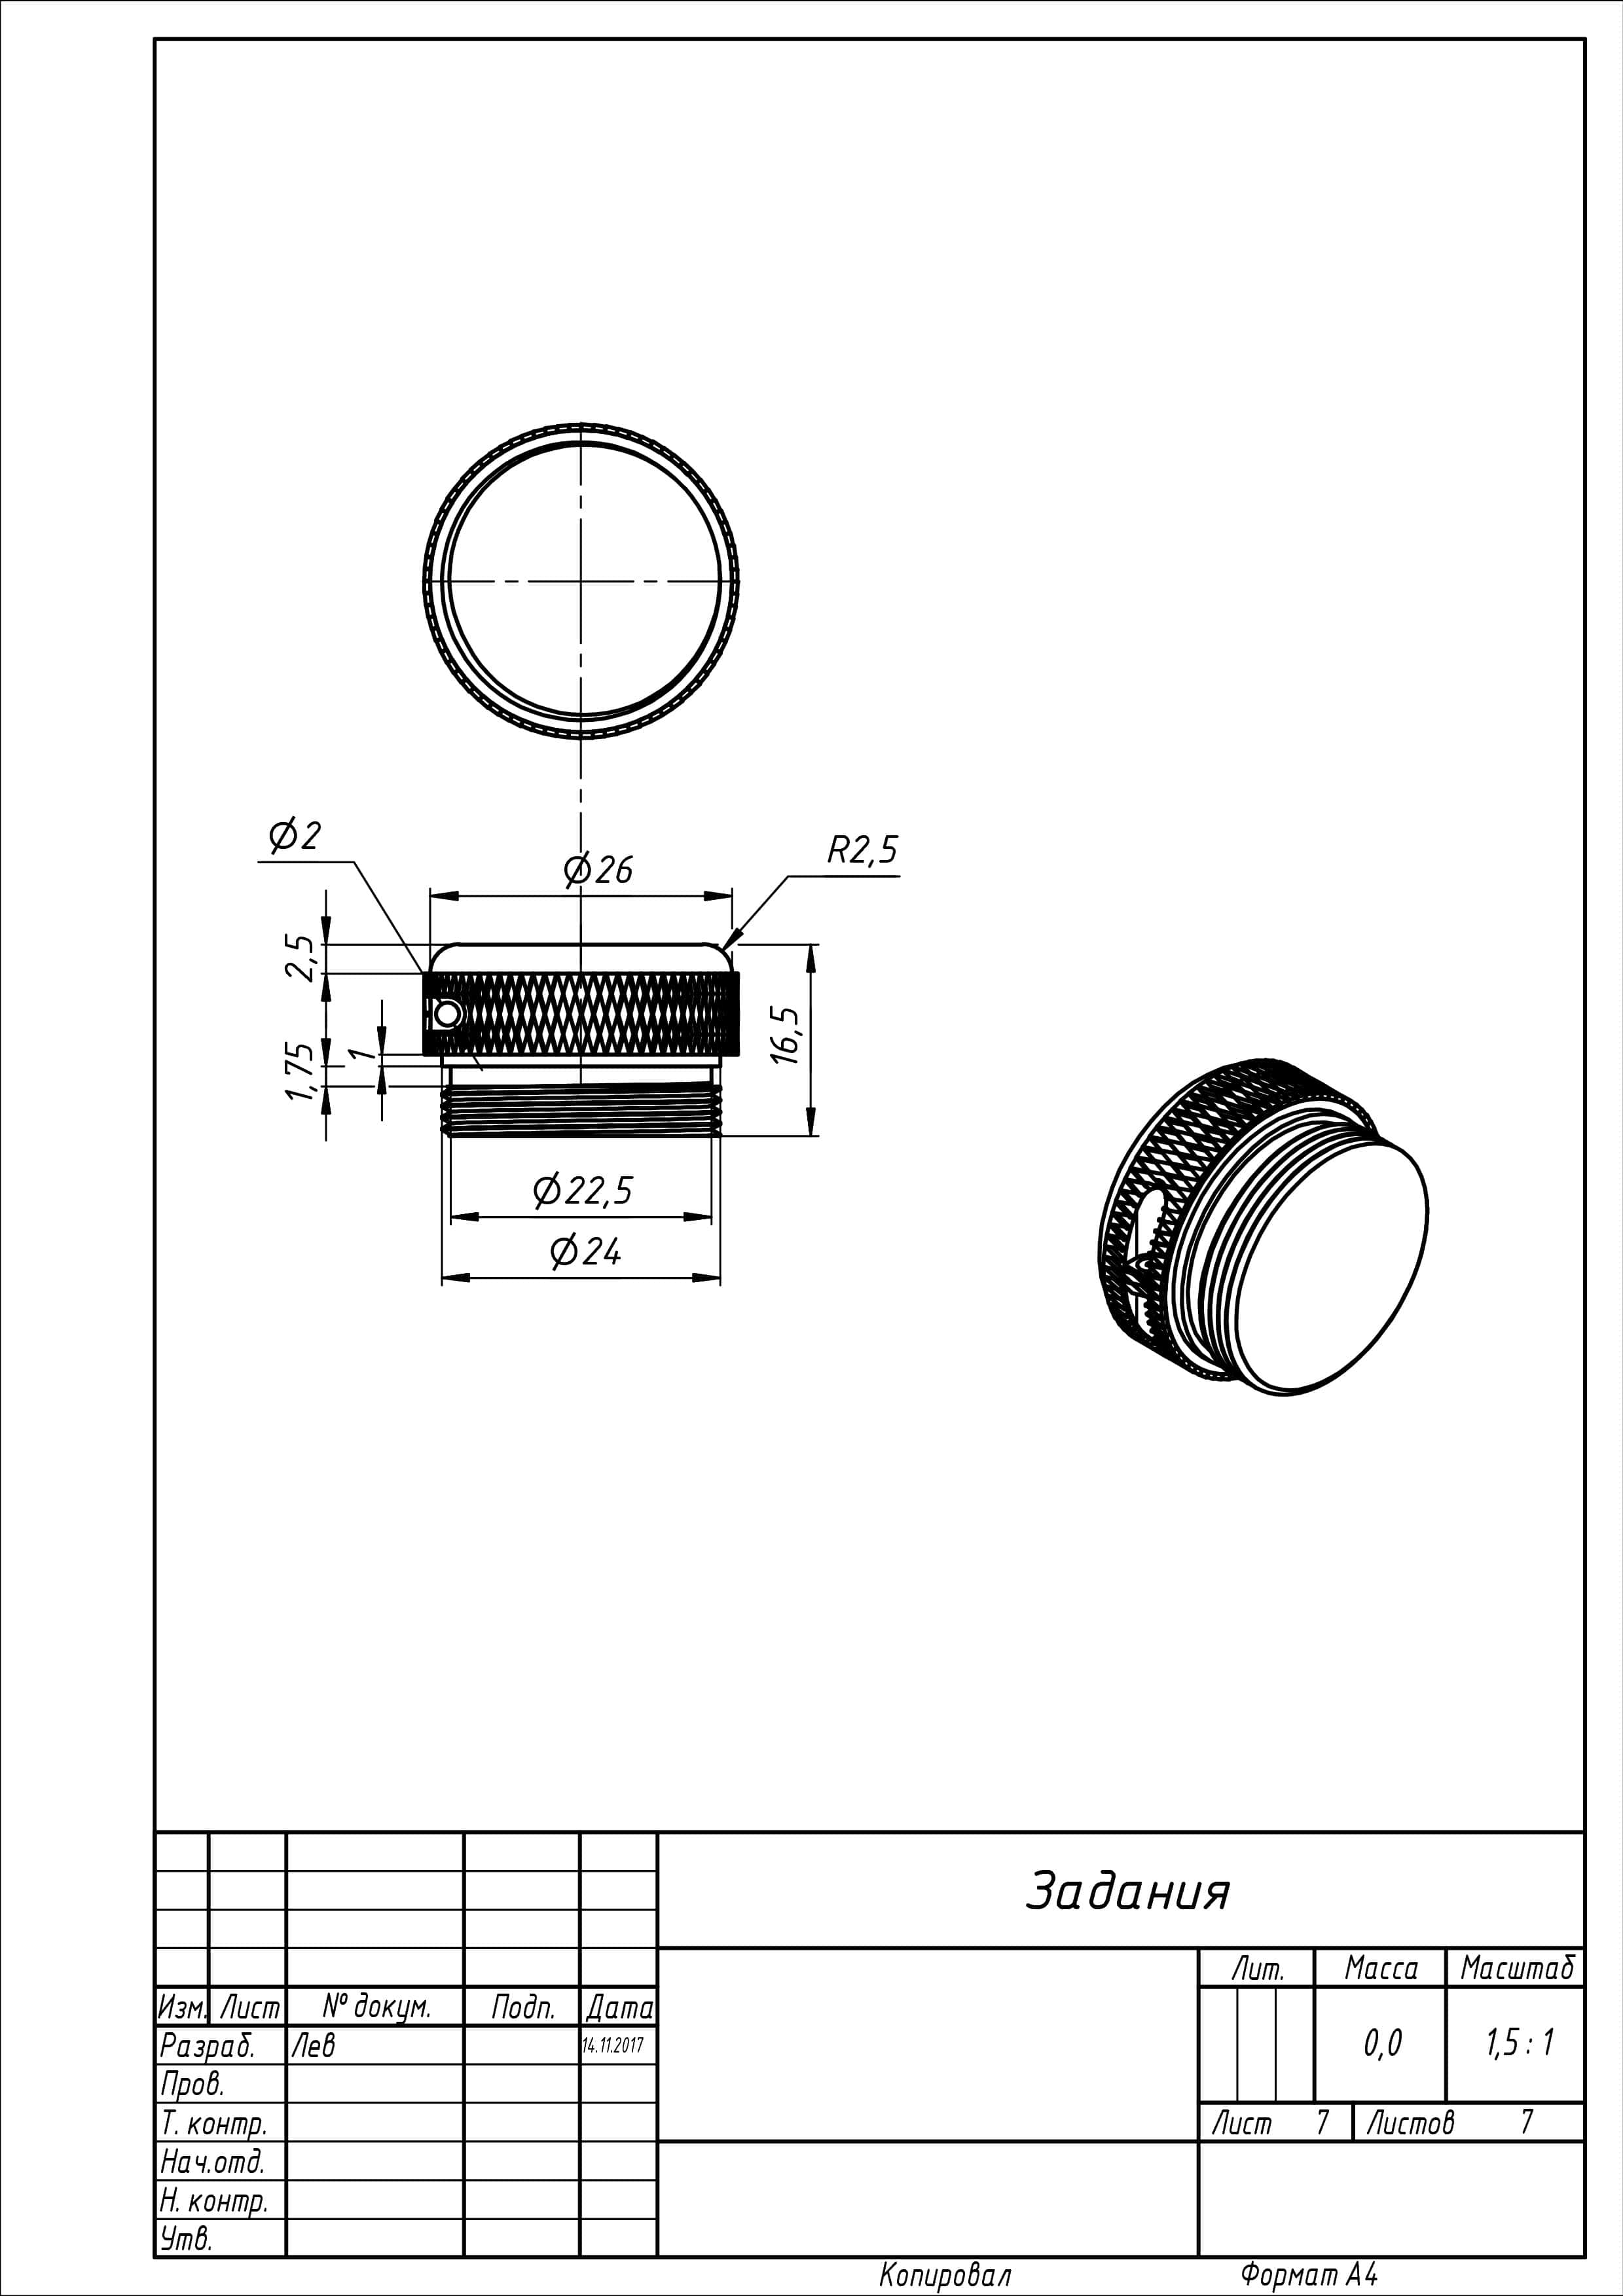 Ø2
Ø26
R2,5
2,5
1,75
1
16,5
Ø22,5
Ø24
Задания
Лит.
Масса
Масштаб
Изм.
Лист
№ докум.
Подп.
Дата
Разраб.
Лев
14.11.2017
0,0
1,5 : 1
Пров.
Т. контр.
Лист 7
Листов 7
Нач.отд.
Н. контр.
Утв.
Копировал
Формат А4